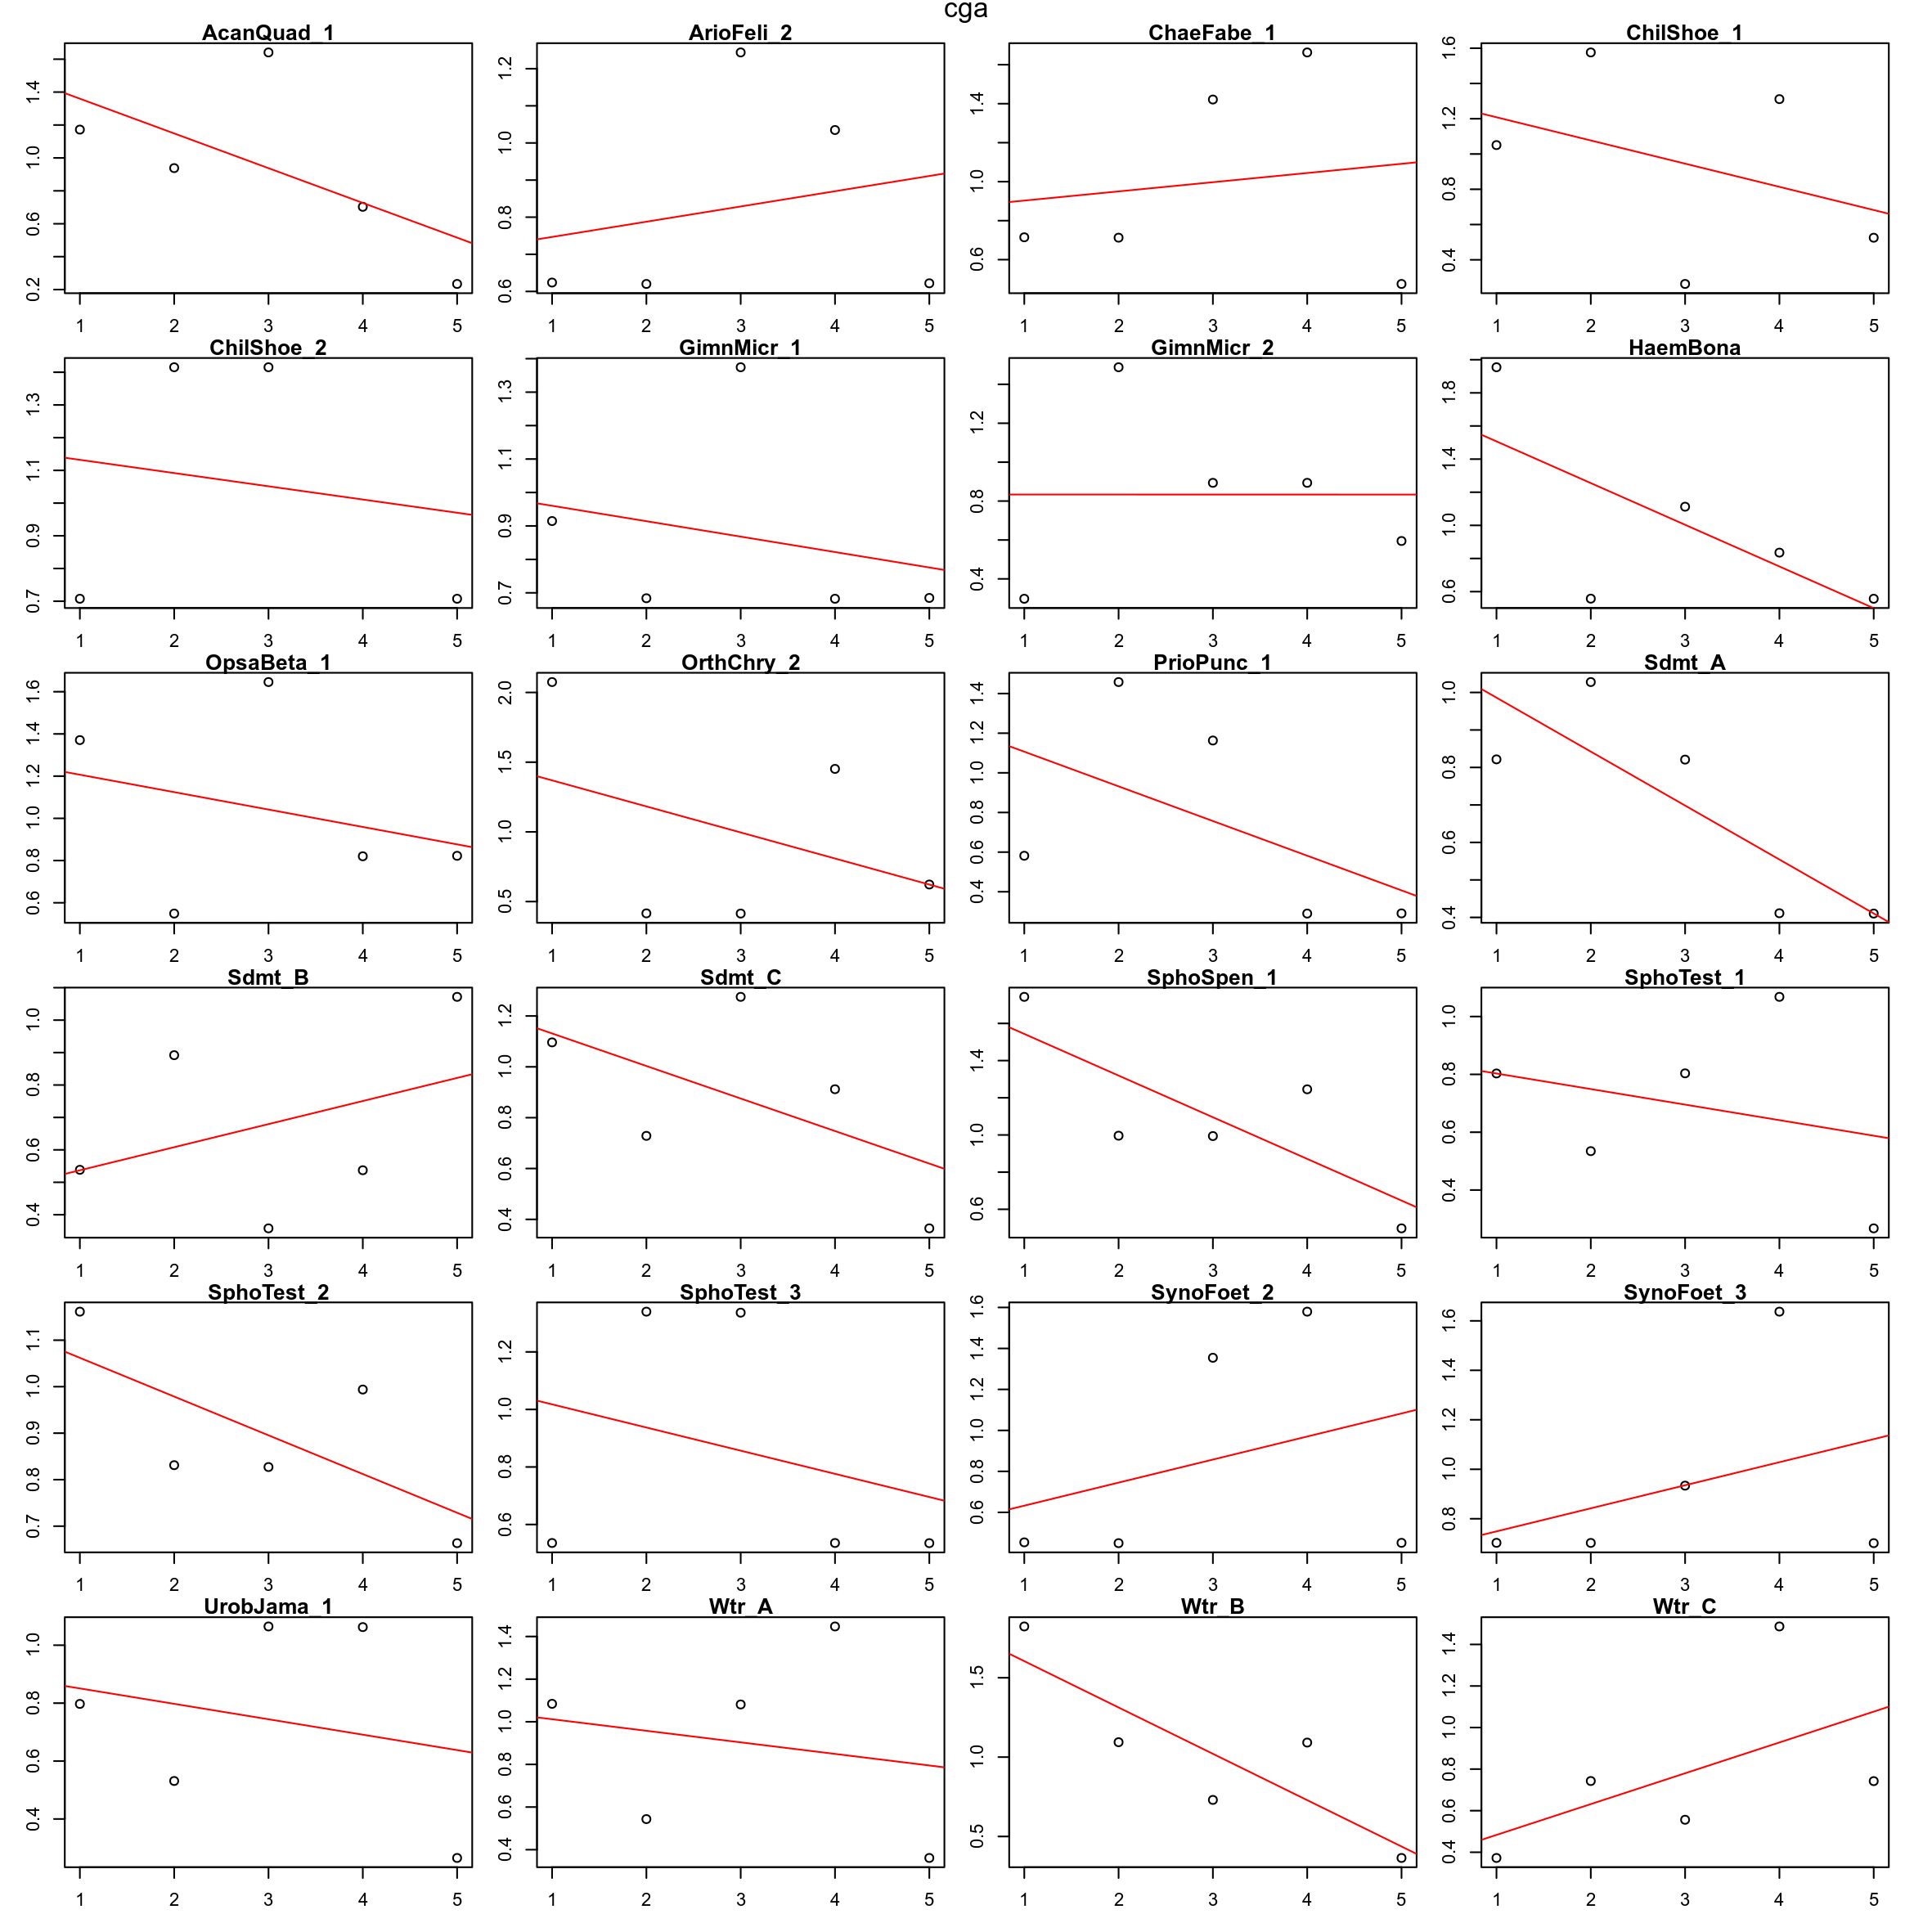 cga
AcanQuad_1 ArioFeli_2 ChaeFabe_1 ChilShoe_1
0.2 0.6 1.0 1.4
1 2 3 4 5
0.6 0.8 1.0 1.2
1 2 3 4 5
0.6 1.0 1.4
1 2 3 4 5
0.4 0.8 1.2 1.6
1 2 3 4 5
ChilShoe_2 GimnMicr_1 GimnMicr_2 HaemBona
0.7 0.9 1.1 1.3
1 2 3 4 5
0.7 0.9 1.1 1.3
1 2 3 4 5
0.4 0.8 1.2
1 2 3 4 5
0.6 1.0 1.4 1.8
1 2 3 4 5
OpsaBeta_1 OrthChry_2 PrioPunc_1 Sdmt_A
0.6 0.8 1.0 1.2 1.4 1.6
1 2 3 4 5
0.5 1.0 1.5 2.0
1 2 3 4 5
0.4 0.6 0.8 1.0 1.2 1.4
1 2 3 4 5
0.4 0.6 0.8 1.0
1 2 3 4 5
Sdmt_B Sdmt_C SphoSpen_1 SphoTest_1
0.4 0.6 0.8 1.0
1 2 3 4 5
0.4 0.6 0.8 1.0 1.2
1 2 3 4 5
0.6 1.0 1.4
1 2 3 4 5
0.4 0.6 0.8 1.0
1 2 3 4 5
SphoTest_2 SphoTest_3 SynoFoet_2 SynoFoet_3
0.7 0.8 0.9 1.0 1.1
1 2 3 4 5
0.6 0.8 1.0 1.2
1 2 3 4 5
0.6 0.8 1.0 1.2 1.4 1.6
1 2 3 4 5
0.8 1.0 1.2 1.4 1.6
1 2 3 4 5
UrobJama_1 Wtr_A Wtr_B Wtr_C
0.4 0.6 0.8 1.0
1 2 3 4 5
0.4 0.6 0.8 1.0 1.2 1.4
1 2 3 4 5
0.5 1.0 1.5
1 2 3 4 5
0.4 0.6 0.8 1.0 1.2 1.4
1 2 3 4 5